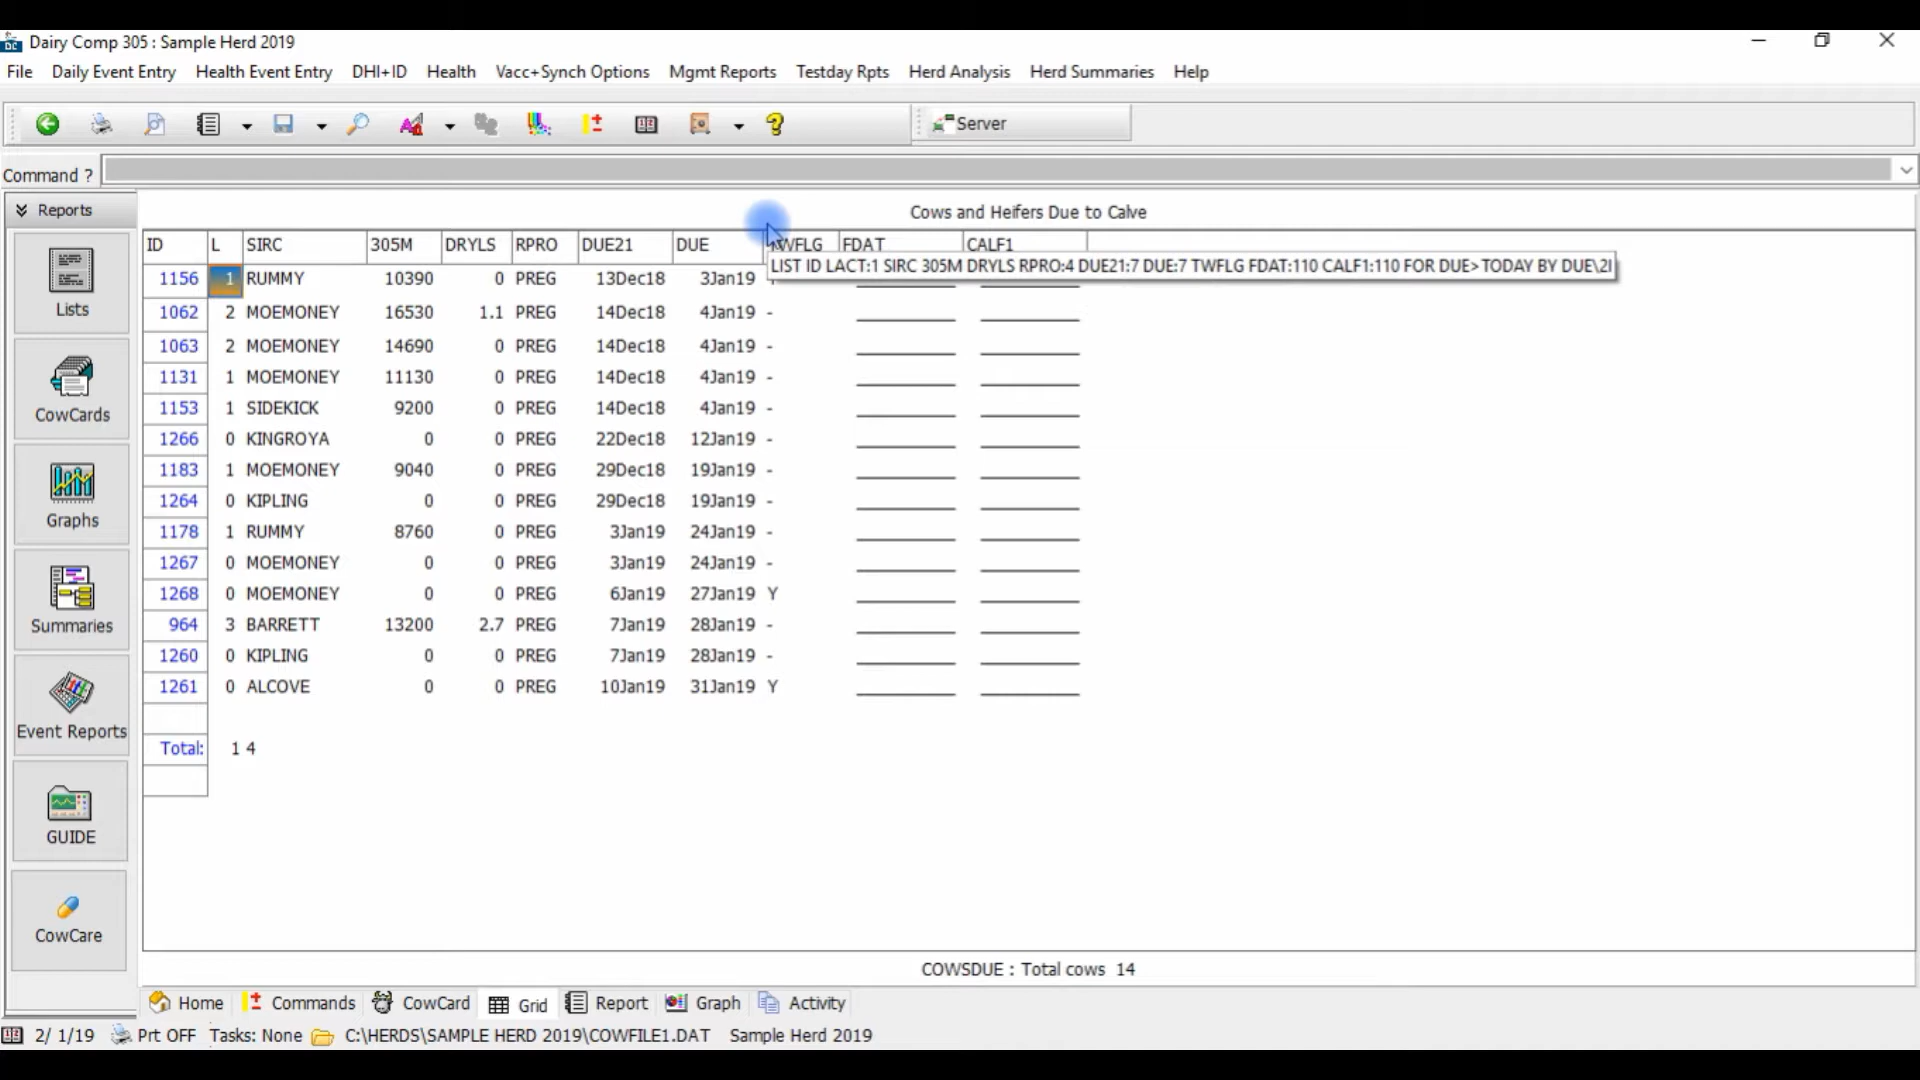 Dairy Comp 305 : Sample Herd 2019
File Daily Event Entry Health Event Entry DHI+ID Health Vacc+Synch Options Mgmt Reports Testday Rpts Herd Analysis Herd Summaries Help
Server
Command ?
Reports
Cows and Heifers Due to Calve
ID L SIRC 305M DRYLS RPRO DUE21 DUE TWFLG FDAT CALF1
LIST ID LACT:1 SIRC 305M DRYLS RPRO:4 DUE21:7 DUE:7 TWFLG FDAT:110 CALF1:110 FOR DUE>TODAY BY DUE\2I
1156 1 RUMMY 10390 0 PREG 13Dec18 3Jan19
1062 2 MOEMONEY 16530 1.1 PREG 14Dec18 4Jan19 -
1063 2 MOEMONEY 14690 0 PREG 14Dec18 4Jan19 -
1131 1 MOEMONEY 11130 0 PREG 14Dec18 4Jan19 -
1153 1 SIDEKICK 9200 0 PREG 14Dec18 4Jan19 -
1266 0 KINGROYA 0 0 PREG 22Dec18 12Jan19 -
1183 1 MOEMONEY 9040 0 PREG 29Dec18 19Jan19 -
1264 0 KIPLING 0 0 PREG 29Dec18 19Jan19 -
1178 1 RUMMY 8760 0 PREG 3Jan19 24Jan19 -
1267 0 MOEMONEY 0 0 PREG 3Jan19 24Jan19 -
1268 0 MOEMONEY 0 0 PREG 6Jan19 27Jan19 Y
964 3 BARRETT 13200 2.7 PREG 7Jan19 28Jan19 -
1260 0 KIPLING 0 0 PREG 7Jan19 28Jan19 -
1261 0 ALCOVE 0 0 PREG 10Jan19 31Jan19 Y
Total: 1 4
Lists
CowCards
Graphs
Summaries
Event Reports
GUIDE
CowCare
COWSDUE : Total cows 14
Home Commands CowCard Grid Report Graph Activity
2/ 1/19 Prt OFF Tasks: None C:\HERDS\SAMPLE HERD 2019\COWFILE1.DAT Sample Herd 2019